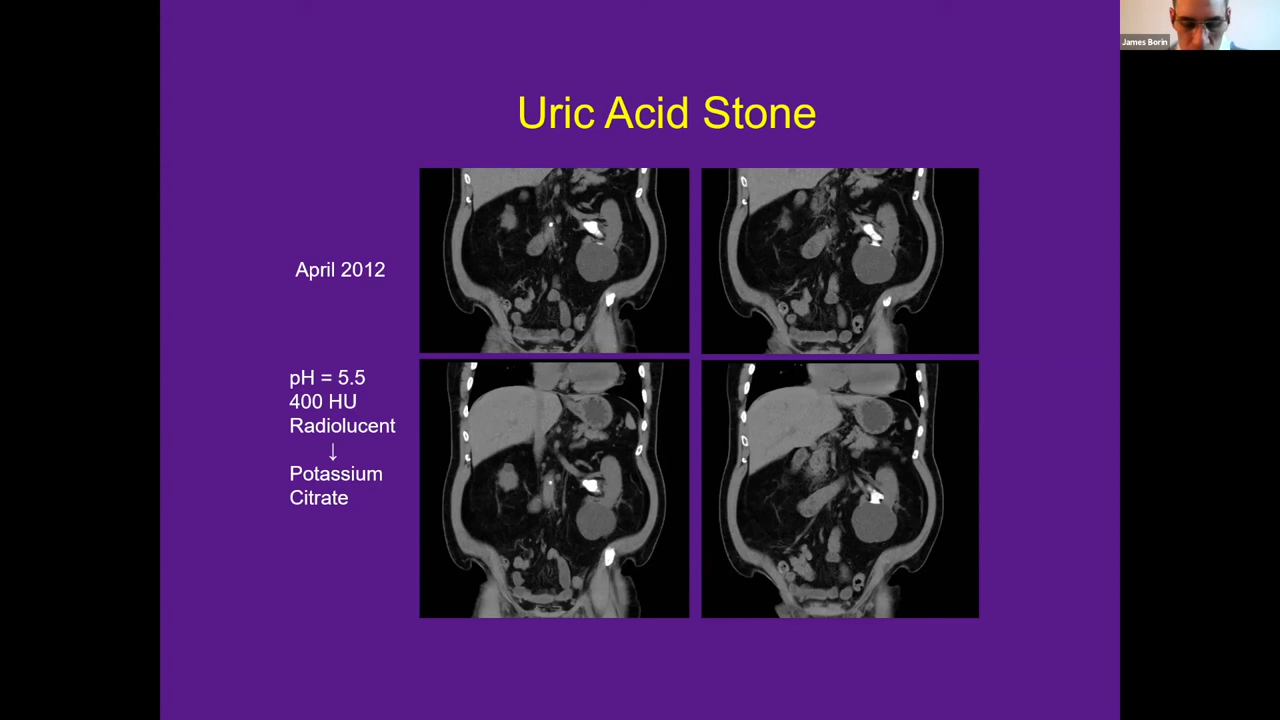 James Borin
Uric Acid Stone
April 2012
pH = 5.5
400 HU
Radiolucent
↓
Potassium
Citrate